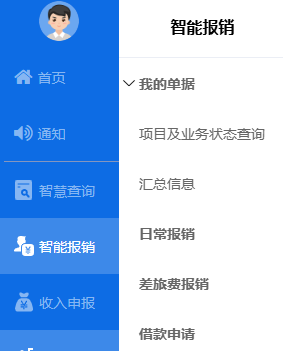 首页
通知
智慧查询
智能报销
收入申报
智能报销
我的单据
项目及业务状态查询
汇总信息
日常报销
差旅费报销
借款申请